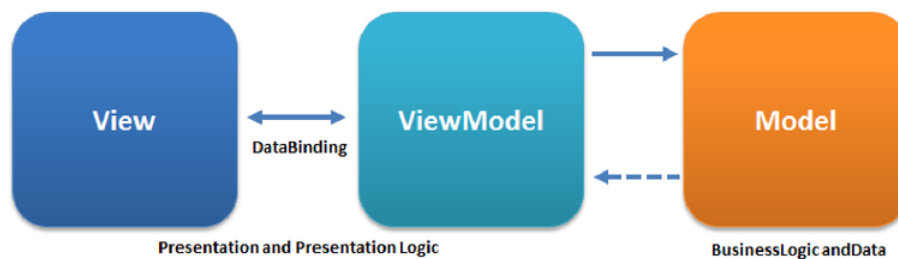 View
ViewModel
Model
DataBinding
Presentation and Presentation Logic
BusinessLogic andData